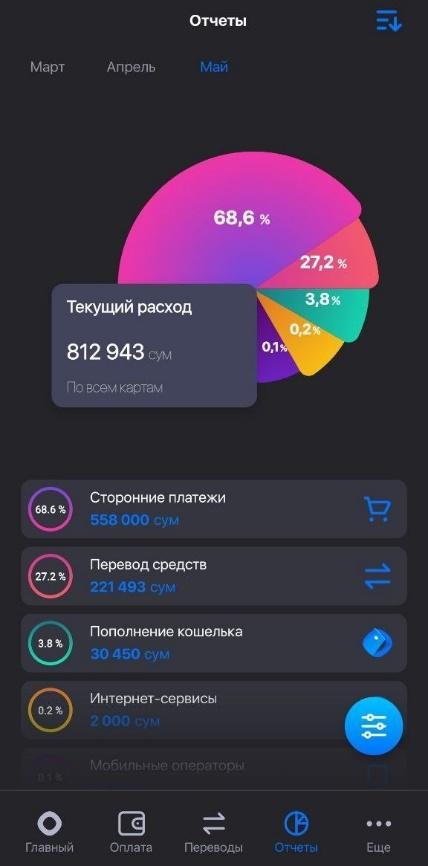 Отчеты
Март Апрель Май
68,6 %
27,2 %
3,8 %
0,2 %
0,1 %
Текущий расход
812 943 сум
По всем картам
68.6 % Сторонние платежи
558 000 сум
27.2 % Перевод средств
221 493 сум
3.8 % Пополнение кошелька
30 450 сум
0.2 % Интернет-сервисы
2 000 сум
0.1 % Мобильные операторы
Главный Оплата Переводы Отчеты Еще